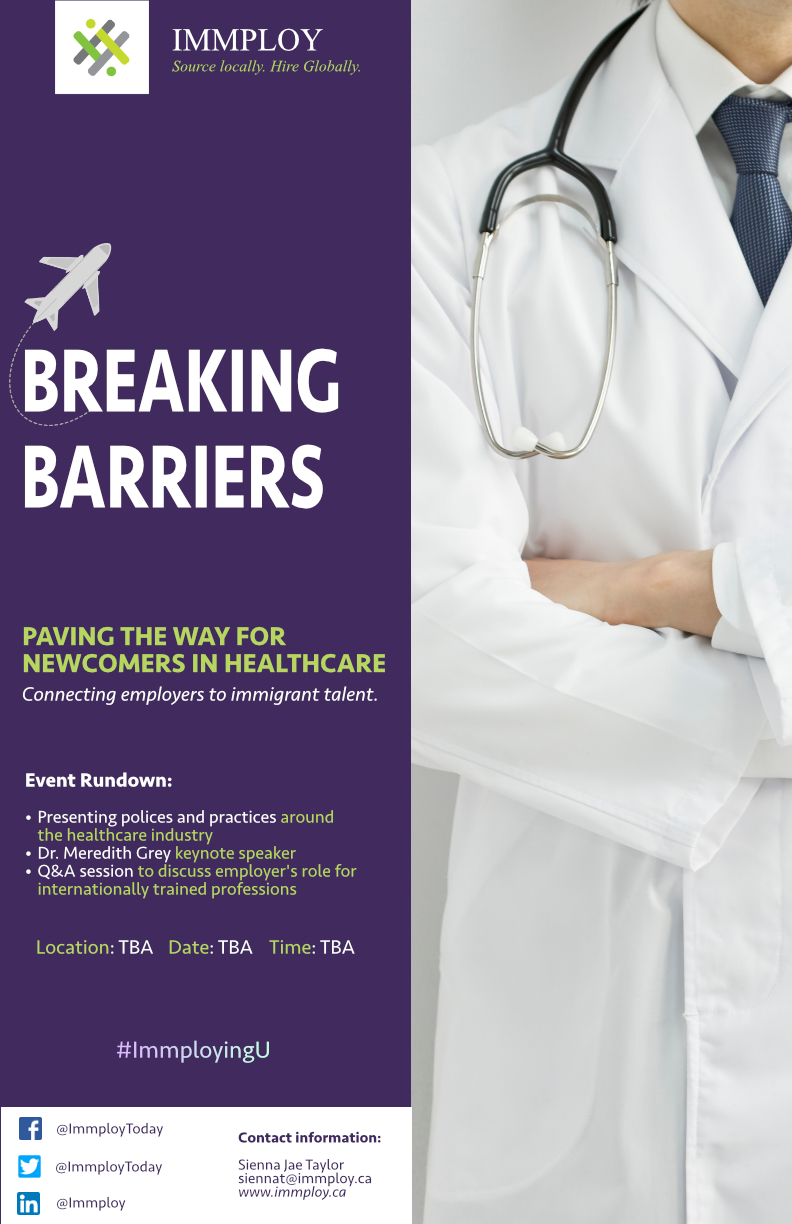 IMMPLOY
Source locally. Hire Globally.
BREAKING
BARRIERS
PAVING THE WAY FOR
NEWCOMERS IN HEALTHCARE
Connecting employers to immigrant talent.
Event Rundown:
• Presenting polices and practices around
the healthcare industry
• Dr. Meredith Grey keynote speaker
• Q&A session to discuss employer's role for
internationally trained professions
Location: TBA Date: TBA Time: TBA
#ImmployingU
@ImmployToday
@ImmployToday
@Immploy
Contact information:
Sienna Jae Taylor
siennat@immploy.ca
www.immploy.ca